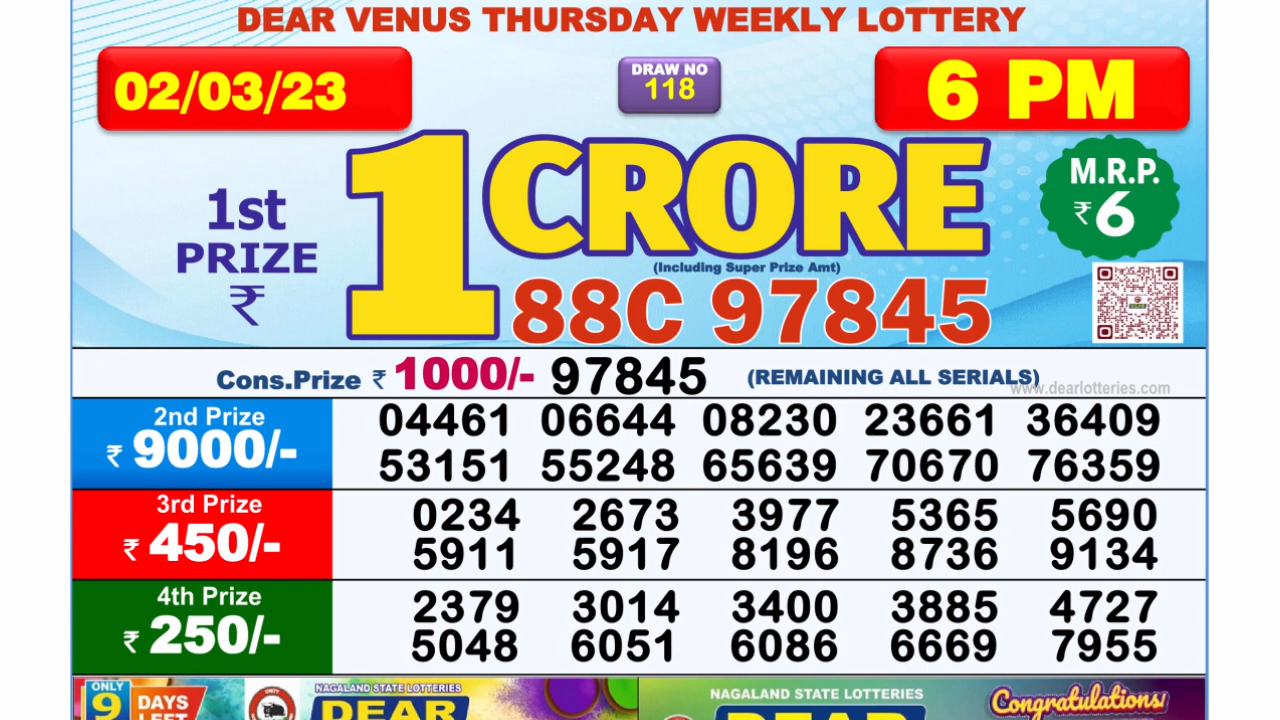 DEAR VENUS THURSDAY WEEKLY LOTTERY
02/03/23
DRAW NO
118
6 PM
1st
PRIZE
₹
1 CRORE
(Including Super Prize Amt)
88C 97845
M.R.P.
₹ 6
Cons.Prize ₹ 1000/- 97845 (REMAINING ALL SERIALS)
www.dearlotteries.com
2nd Prize
₹ 9000/-
04461 06644 08230 23661 36409
53151 55248 65639 70670 76359
3rd Prize
₹ 450/-
0234 2673 3977 5365 5690
5911 5917 8196 8736 9134
4th Prize
₹ 250/-
2379 3014 3400 3885 4727
5048 6051 6086 6669 7955
ONLY
9 DAYS
LEFT
UNITY
NAGALAND STATE LOTTERIES
DEAR
NAGALAND STATE LOTTERIES
DEAR
Congratulations!